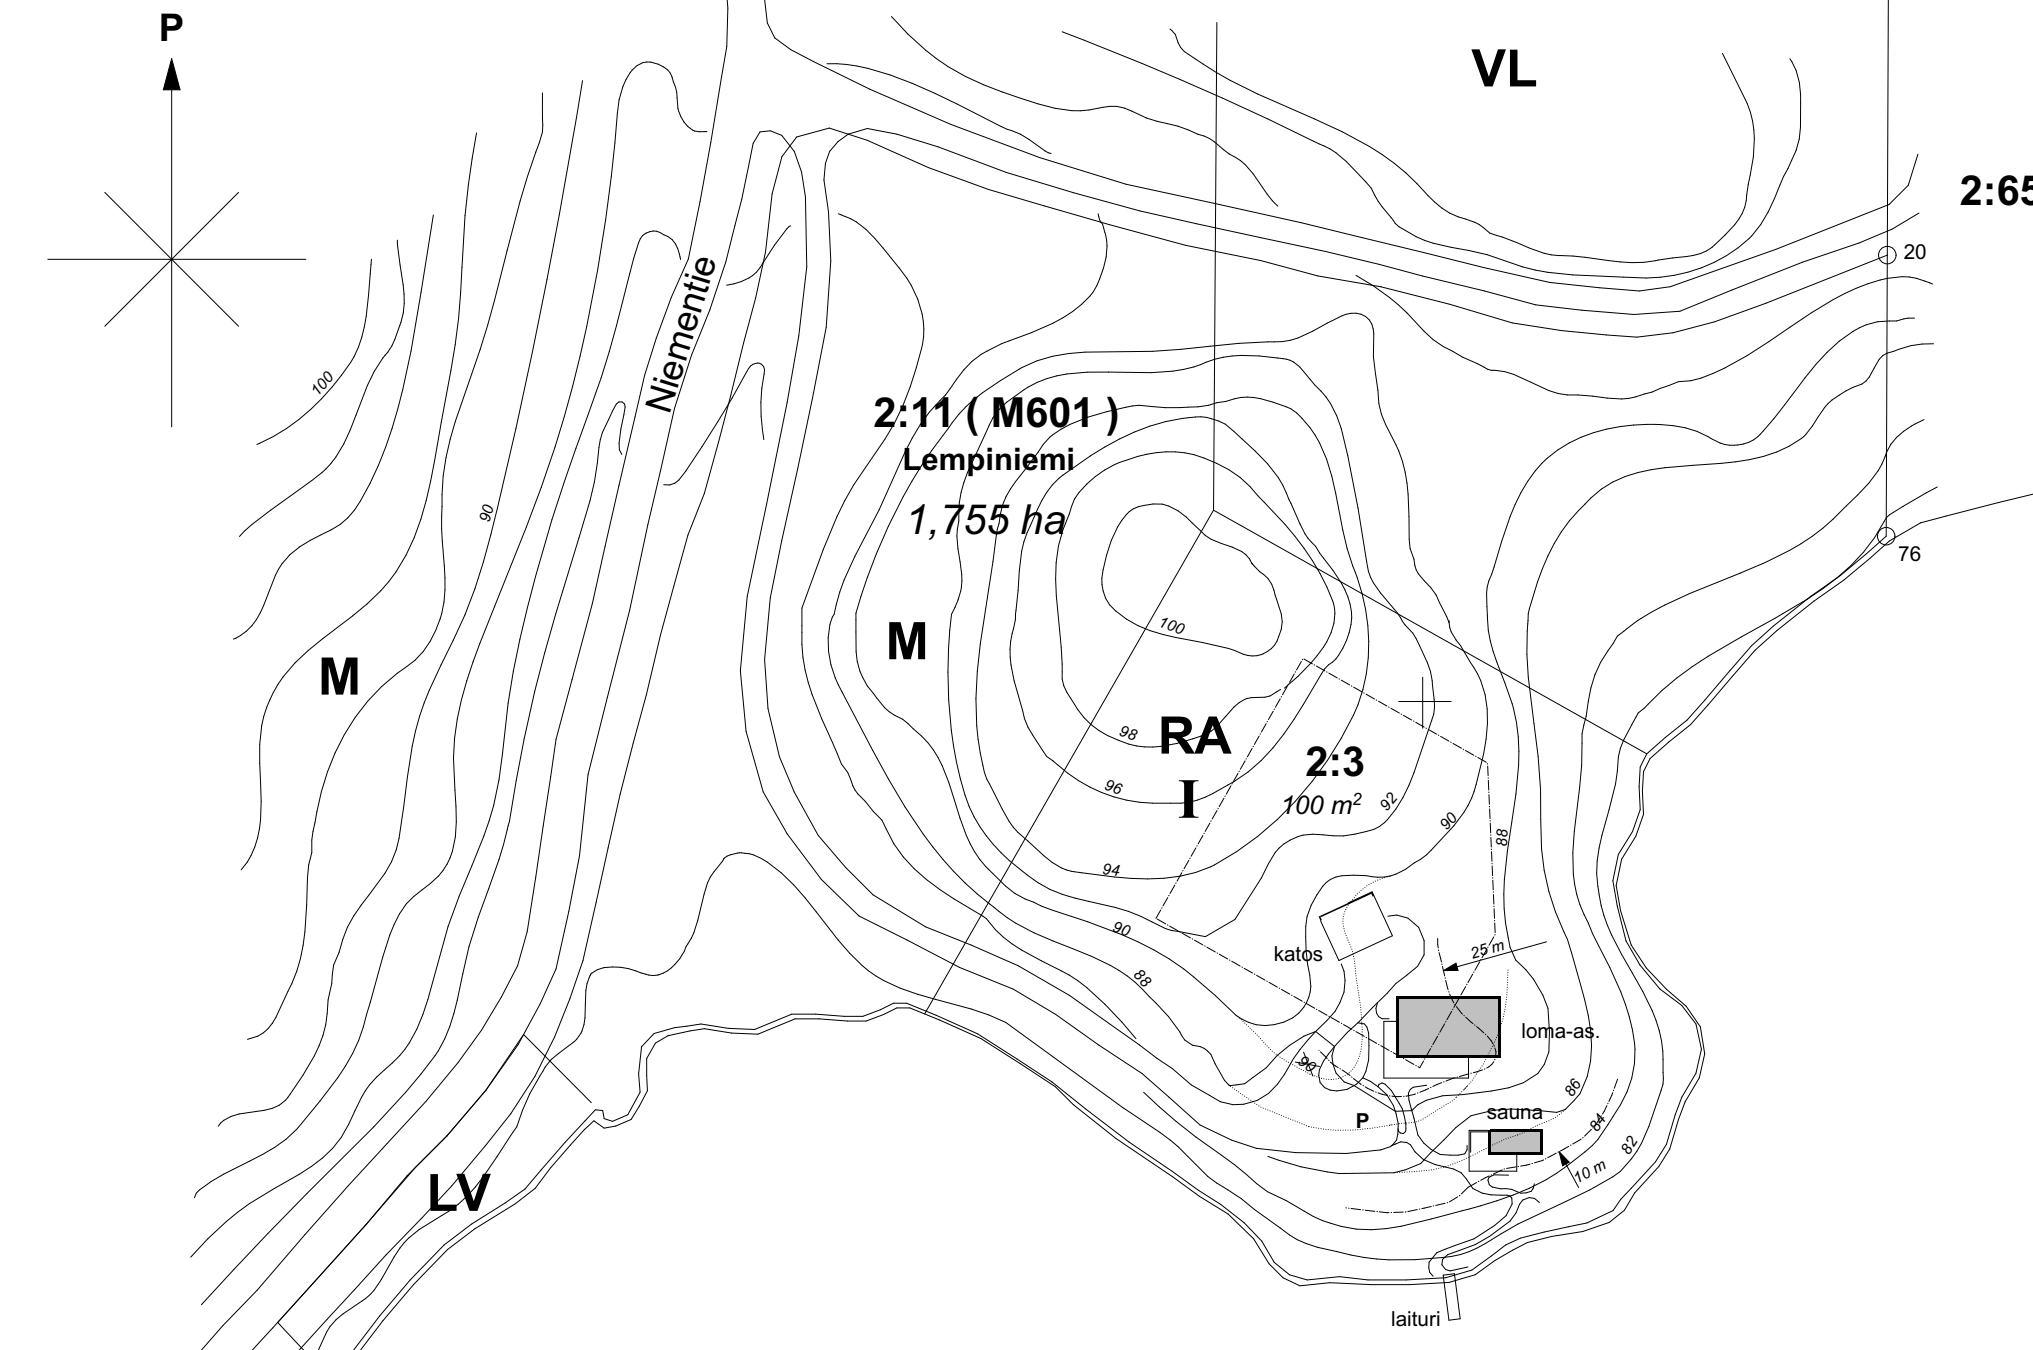 P
VL
2:65
20
Niementie
100
2:11 ( M601 )
Lempiniemi
1,755 ha
90
76
100
M
M
98
RA
2:3
96
I
100 m²
92
90
88
94
90
katos
25 m
88
loma-as.
90
86
P
sauna
84
82
10 m
LV
laituri